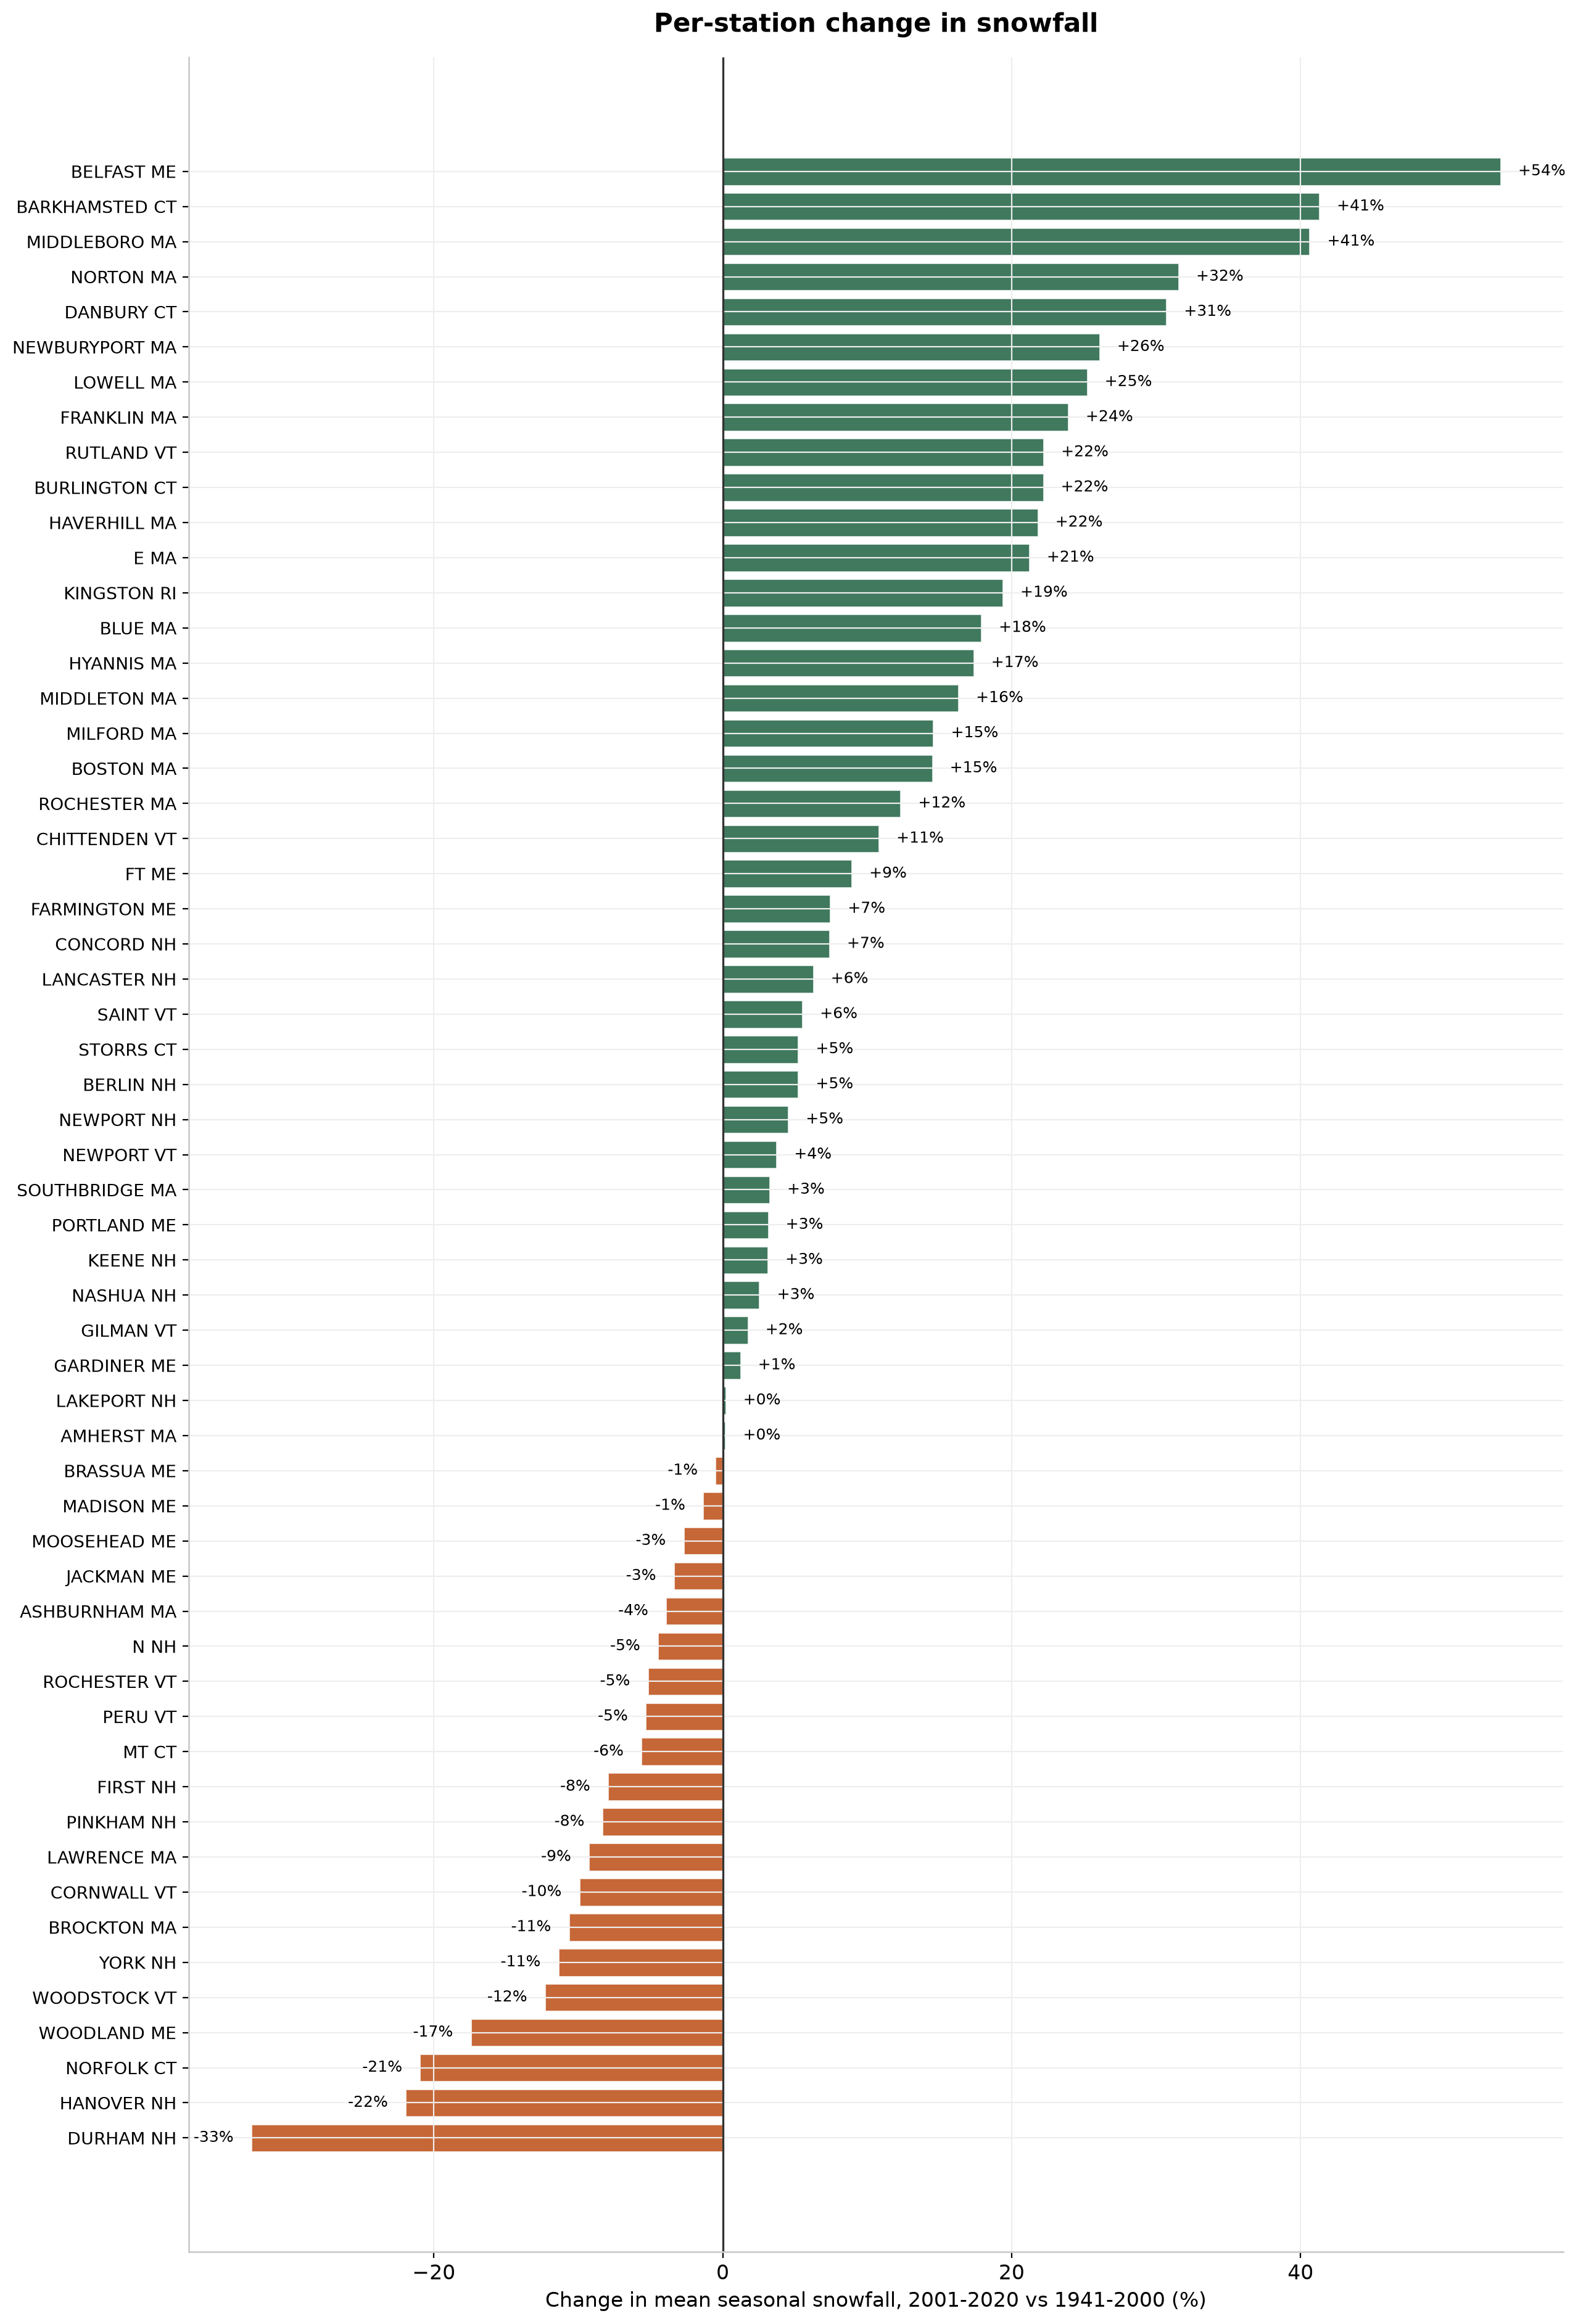 Per-station change in snowfall
BELFAST ME +54%
BARKHAMSTED CT +41%
MIDDLEBORO MA +41%
NORTON MA +32%
DANBURY CT +31%
NEWBURYPORT MA +26%
LOWELL MA +25%
FRANKLIN MA +24%
RUTLAND VT +22%
BURLINGTON CT +22%
HAVERHILL MA +22%
E MA +21%
KINGSTON RI +19%
BLUE MA +18%
HYANNIS MA +17%
MIDDLETON MA +16%
MILFORD MA +15%
BOSTON MA +15%
ROCHESTER MA +12%
CHITTENDEN VT +11%
FT ME +9%
FARMINGTON ME +7%
CONCORD NH +7%
LANCASTER NH +6%
SAINT VT +6%
STORRS CT +5%
BERLIN NH +5%
NEWPORT NH +5%
NEWPORT VT +4%
SOUTHBRIDGE MA +3%
PORTLAND ME +3%
KEENE NH +3%
NASHUA NH +3%
GILMAN VT +2%
GARDINER ME +1%
LAKEPORT NH +0%
AMHERST MA +0%
BRASSUA ME -1%
MADISON ME -1%
MOOSEHEAD ME -3%
JACKMAN ME -3%
ASHBURNHAM MA -4%
N NH -5%
ROCHESTER VT -5%
PERU VT -5%
MT CT -6%
FIRST NH -8%
PINKHAM NH -8%
LAWRENCE MA -9%
CORNWALL VT -10%
BROCKTON MA -11%
YORK NH -11%
WOODSTOCK VT -12%
WOODLAND ME -17%
NORFOLK CT -21%
HANOVER NH -22%
DURHAM NH -33%
−20 0 20 40
Change in mean seasonal snowfall, 2001-2020 vs 1941-2000 (%)